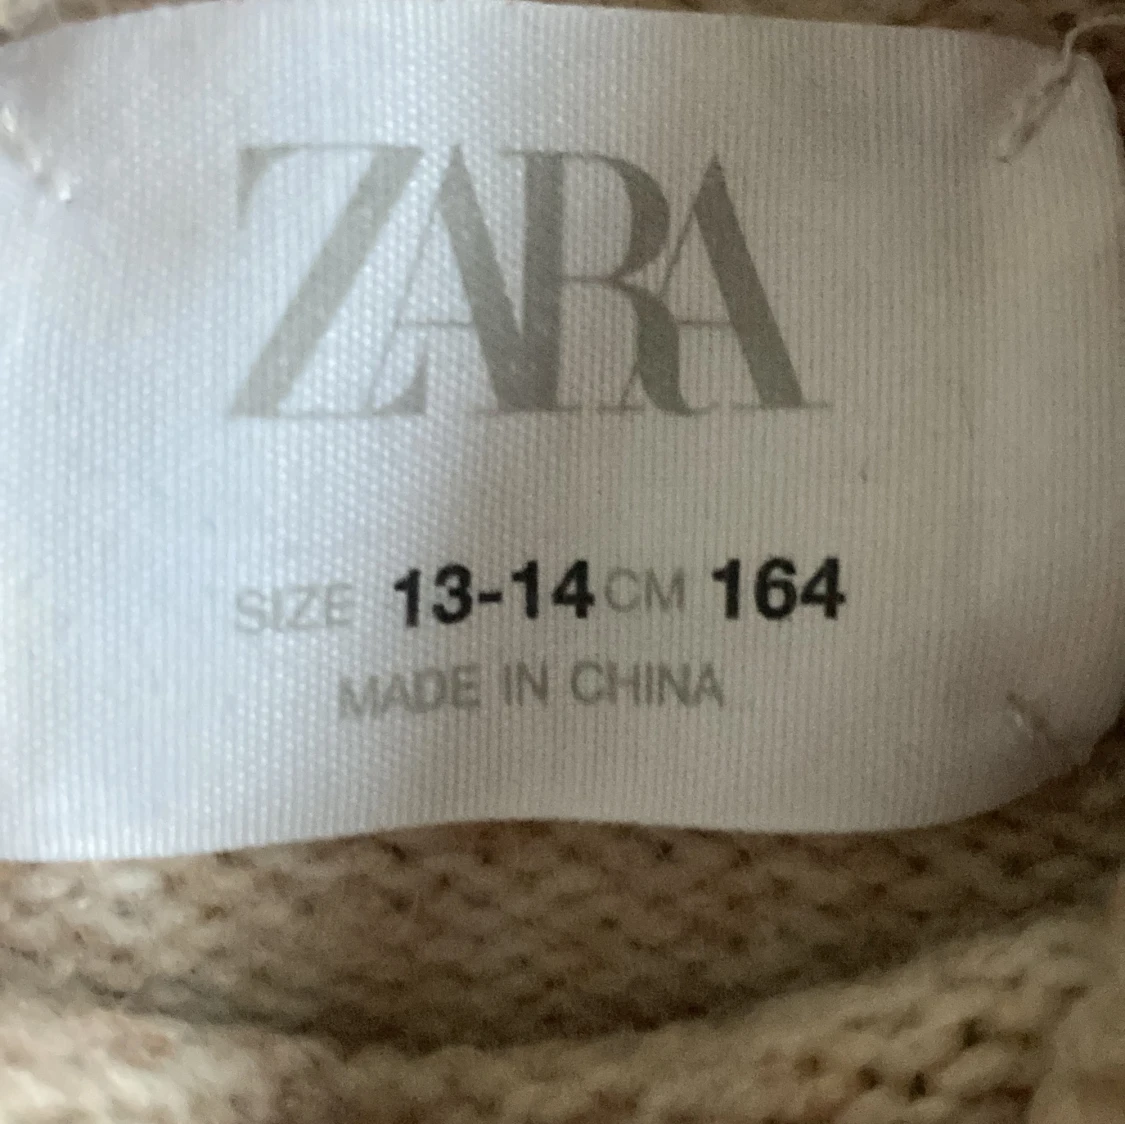 ZARA
SIZE 13-14 CM 164
MADE IN CHINA